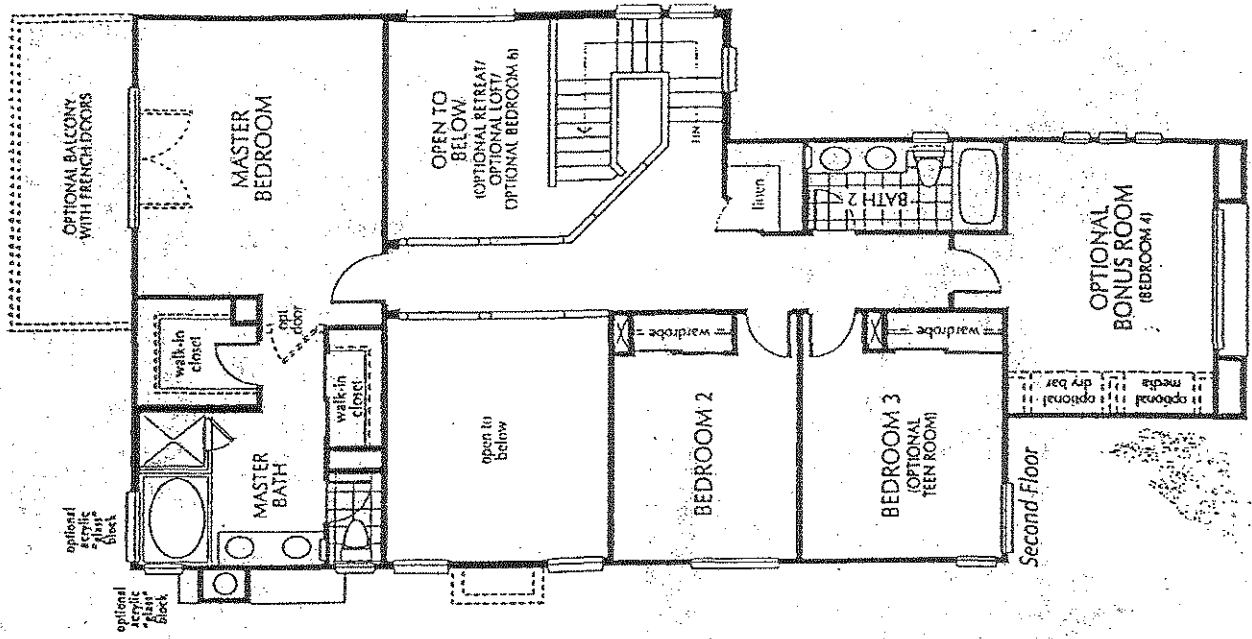 OPTIONAL BALCONY
WITH FRENCH DOORS
MASTER
BEDROOM
OPEN TO
BELOW
(OPTIONAL RETREAT/
OPTIONAL LOFT/
OPTIONAL BEDROOM 6)
walk-in
closet
opt.
door
walk-in
closet
MASTER
BATH
optional
acrylic
"glass"
block
optional
acrylic
"glass"
block
open to
below
linen
BATH 2
wardrobe
BEDROOM 2
wardrobe
BEDROOM 3
(OPTIONAL
TEEN ROOM)
OPTIONAL
BONUS ROOM
(BEDROOM 4)
optional
dry bar
optional
media
Second Floor